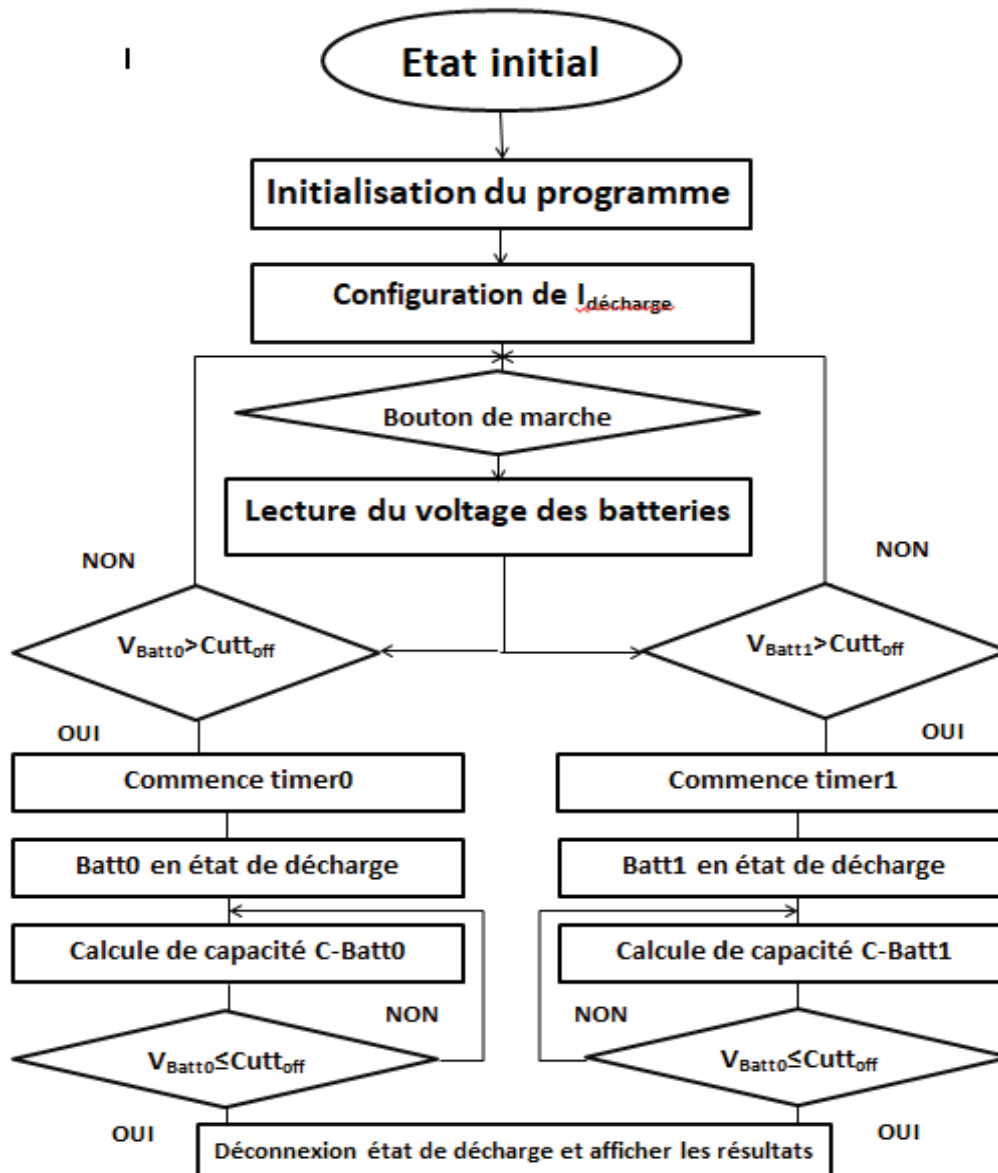 I
Etat initial
Initialisation du programme
Configuration de Idécharge
Bouton de marche
Lecture du voltage des batteries
NON
NON
VBatt0>Cuttoff
VBatt1>Cuttoff
OUI
OUI
Commence timer0
Commence timer1
Batt0 en état de décharge
Batt1 en état de décharge
Calcule de capacité C-Batt0
Calcule de capacité C-Batt1
NON
NON
VBatt0≤Cuttoff
VBatt0≤Cuttoff
OUI
OUI
Déconnexion état de décharge et afficher les résultats